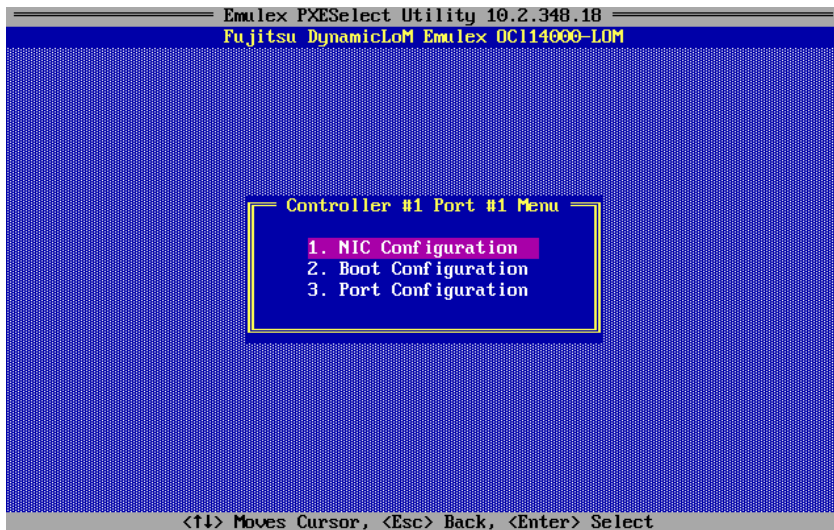 Emulex PXESelect Utility 10.2.348.18
Fujitsu DynamicLoM Emulex OCl14000-LOM
Controller #1 Port #1 Menu
1. NIC Configuration
2. Boot Configuration
3. Port Configuration
<↑↓> Moves Cursor, <Esc> Back, <Enter> Select